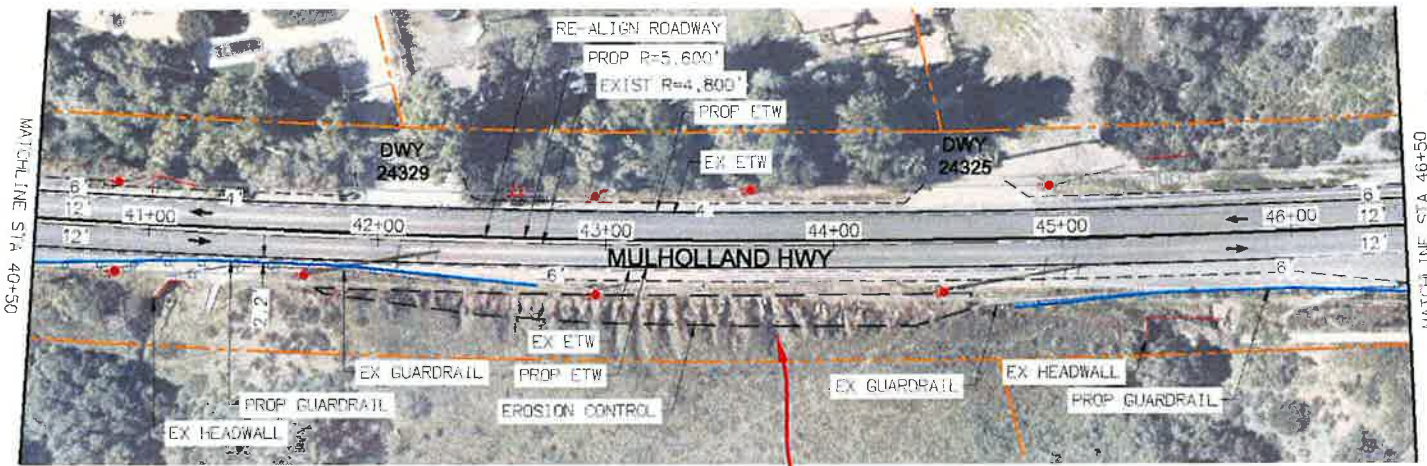 RE-ALIGN ROADWAY
PROP R=5,600'
EXIST R=4,800'
PROP ETW
EX ETW
DWY
24329
DWY
24325
MATCHLINE STA 40+50
MATCHLINE STA 46+50
6'
12'
12'
4'
4'
6'
12'
12'
41+00
42+00
43+00
44+00
45+00
46+00
MULHOLLAND HWY
6'
6'
2.2'
EX ETW
PROP ETW
EROSION CONTROL
EX GUARDRAIL
PROP GUARDRAIL
EX HEADWALL
EX GUARDRAIL
EX HEADWALL
PROP GUARDRAIL